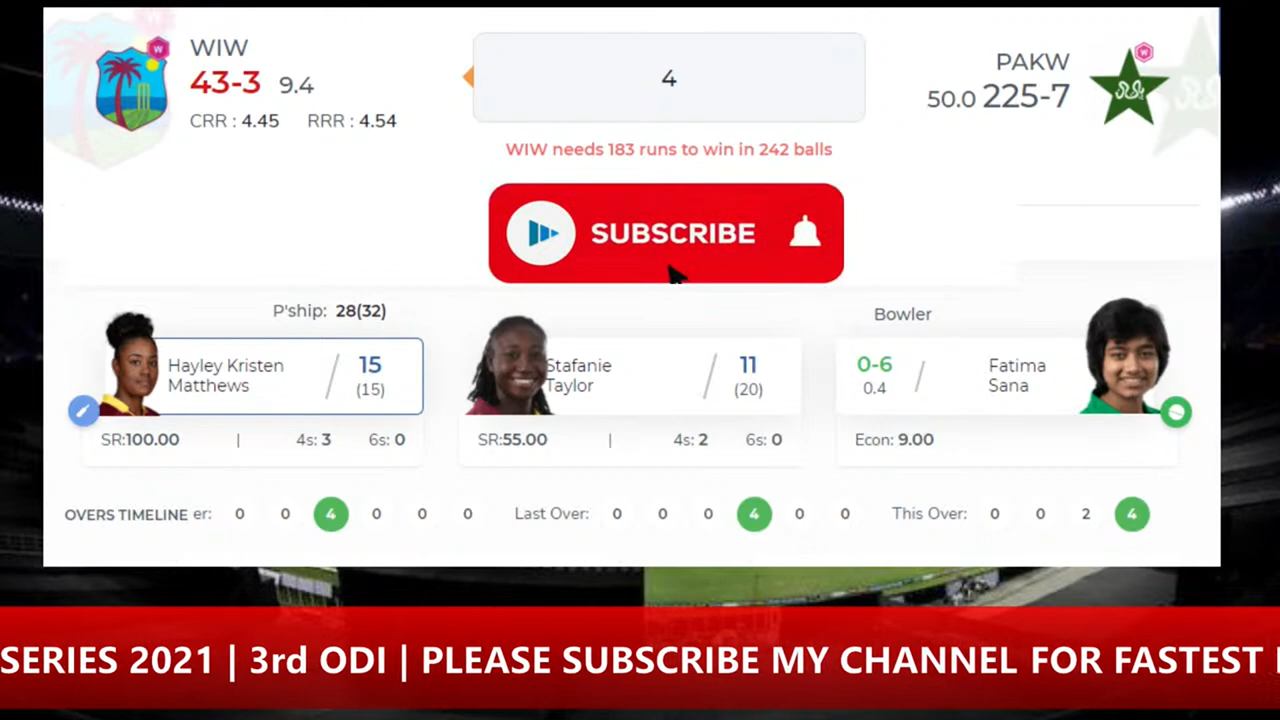 WIW
43-3 9.4
CRR : 4.45 RRR : 4.54
4
PAKW
50.0 225-7
WIW needs 183 runs to win in 242 balls
SUBSCRIBE
P'ship: 28(32)
Bowler
Hayley Kristen Matthews / 15 (15)
Stafanie Taylor / 11 (20)
0-6 0.4 / Fatima Sana
SR:100.00 | 4s: 3 6s: 0
SR:55.00 | 4s: 2 6s: 0
Econ: 9.00
OVERS TIMELINE er: 0 0 4 0 0 0 Last Over: 0 0 0 4 0 0 This Over: 0 0 2 4
SERIES 2021 | 3rd ODI | PLEASE SUBSCRIBE MY CHANNEL FOR FASTEST